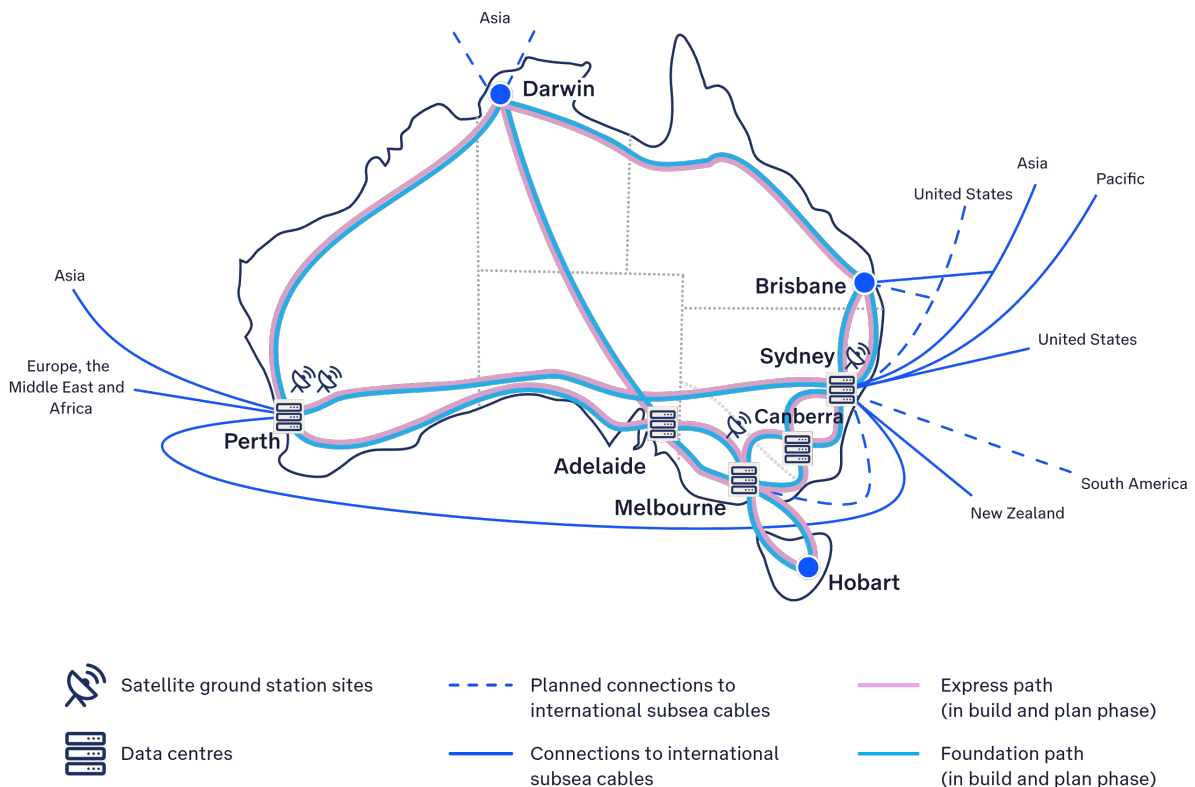 Asia
Darwin
Asia
United States
Pacific
Asia
Brisbane
United States
Sydney
Europe, the
Middle East and
Africa
Canberra
Perth
Adelaide
South America
Melbourne
New Zealand
Hobart
Satellite ground station sites
Planned connections to
international subsea cables
Express path
(in build and plan phase)
Data centres
Connections to international
subsea cables
Foundation path
(in build and plan phase)